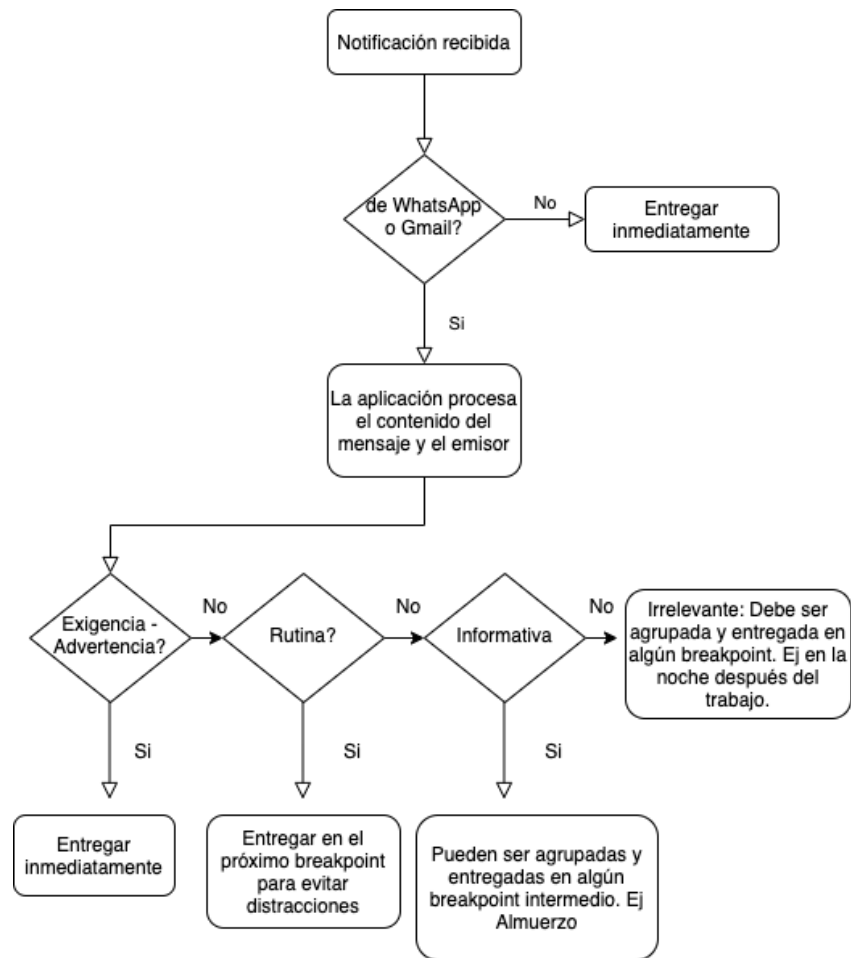 Notificación recibida
de WhatsApp
o Gmail?
No
Entregar
inmediatamente
Si
La aplicación procesa
el contenido del
mensaje y el emisor
Exigencia -
Advertencia?
No
Rutina?
No
Informativa
No
Irrelevante: Debe ser
agrupada y entregada en
algún breakpoint. Ej en la
noche después del
trabajo.
Si
Si
Si
Entregar
inmediatamente
Entregar en el
próximo breakpoint
para evitar
distracciones
Pueden ser agrupadas y
entregadas en algún
breakpoint intermedio. Ej
Almuerzo